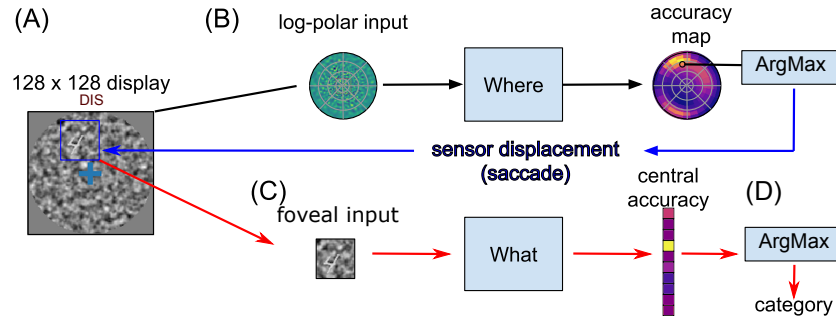 (A)
128 x 128 display
DIS
(B)
log-polar input
Where
accuracy
map
ArgMax
sensor displacement
(saccade)
(C)
foveal input
What
central
accuracy
(D)
ArgMax
category